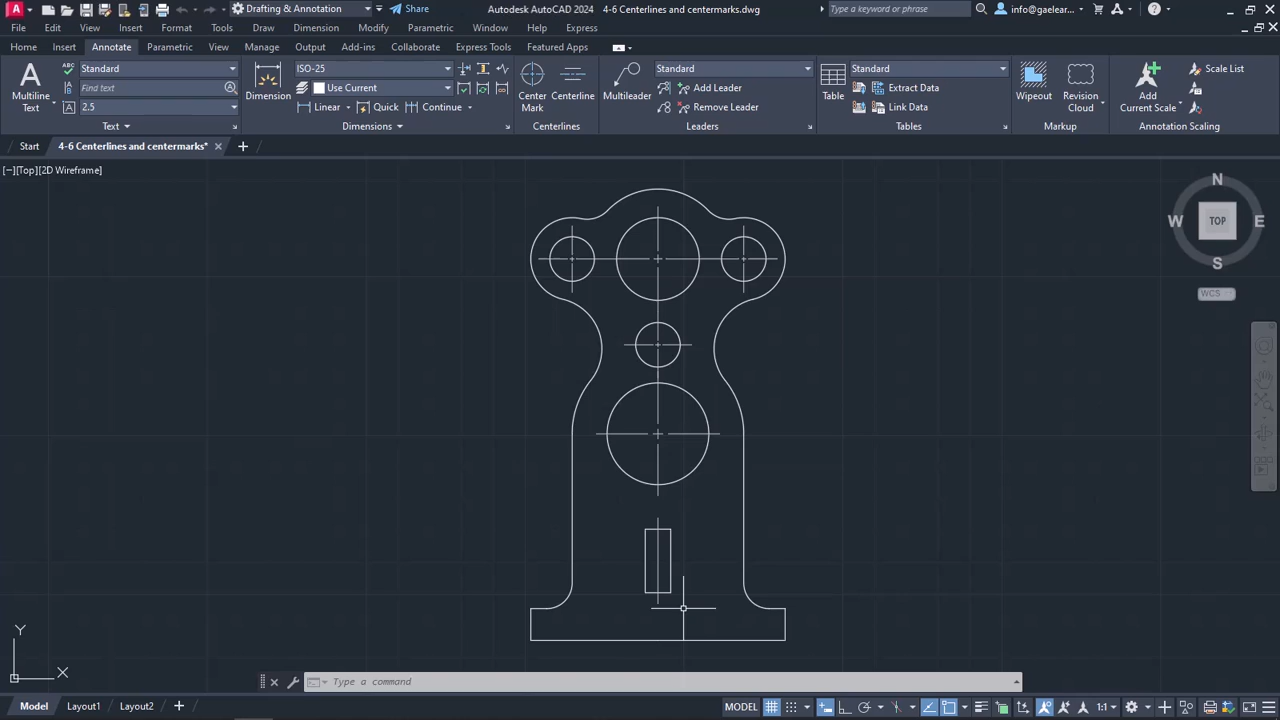 Drafting & Annotation Share Autodesk AutoCAD 2024 4-6 Centerlines and centermarks.dwg Type a keyword or phrase info@gaelear...
File Edit View Insert Format Tools Draw Dimension Modify Parametric Window Help Express
Home Insert Annotate Parametric View Manage Output Add-ins Collaborate Express Tools Featured Apps
Multiline
Text
Standard
Find text
2.5
Text
Dimension
ISO-25
Use Current
Linear Quick Continue
Dimensions
Center
Mark
Centerline
Centerlines
Multileader
Standard
Add Leader
Remove Leader
Leaders
Table
Standard
Extract Data
Link Data
Tables
Wipeout
Revision
Cloud
Markup
Add
Current Scale
Scale List
Annotation Scaling
Start 4-6 Centerlines and centermarks*
[−][Top][2D Wireframe]
N
W TOP E
S
WCS
Y
X
Type a command
Model Layout1 Layout2 MODEL 1:1